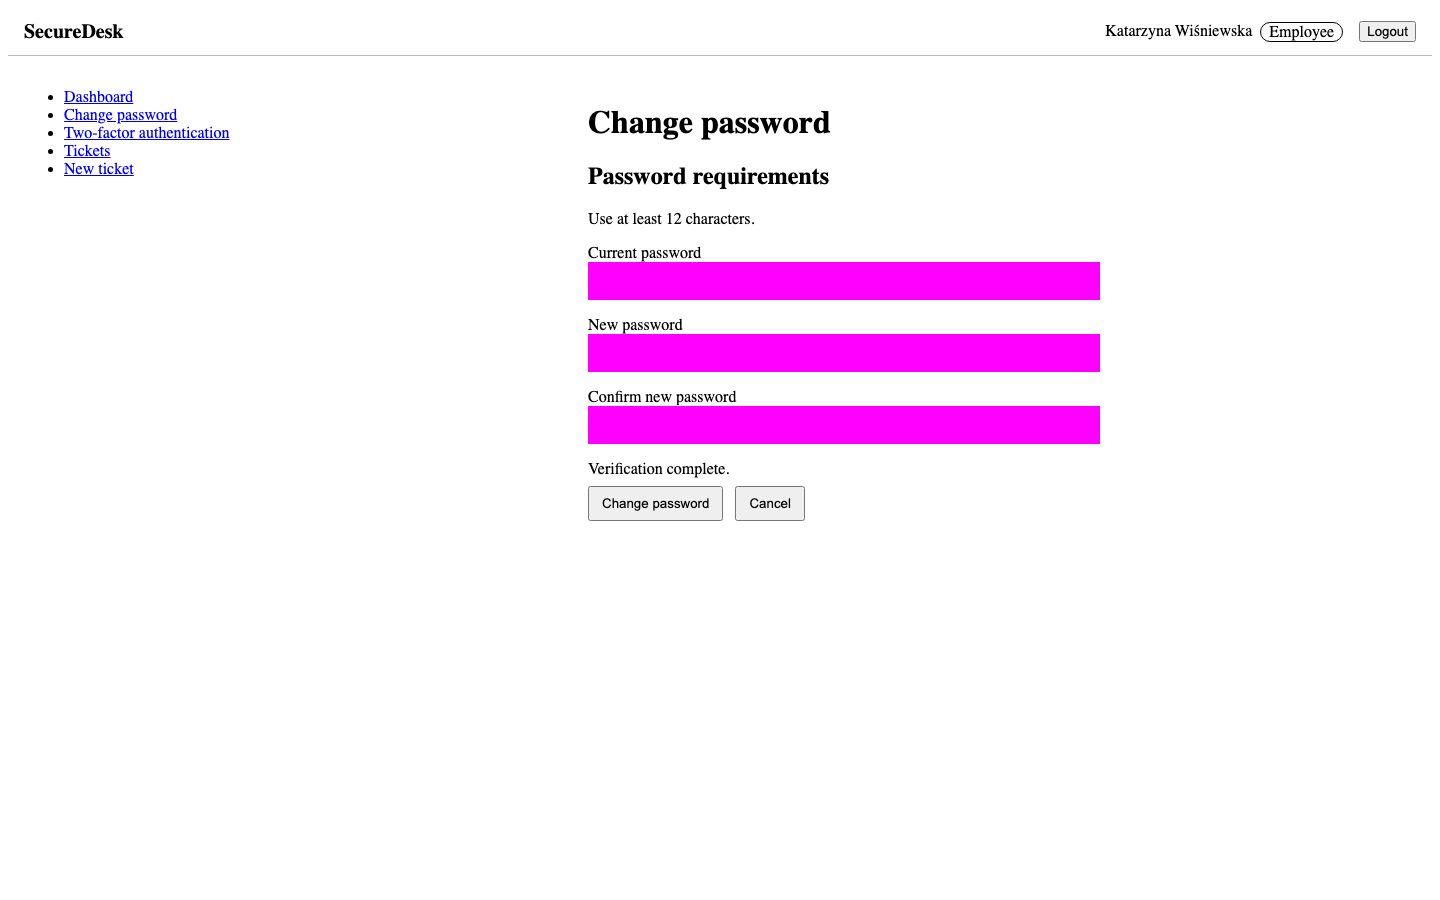 SecureDesk
Katarzyna Wiśniewska Employee Logout
Dashboard
Change password
Two-factor authentication
Tickets
New ticket
Change password
Password requirements
Use at least 12 characters.
Current password
New password
Confirm new password
Verification complete.
Change password Cancel